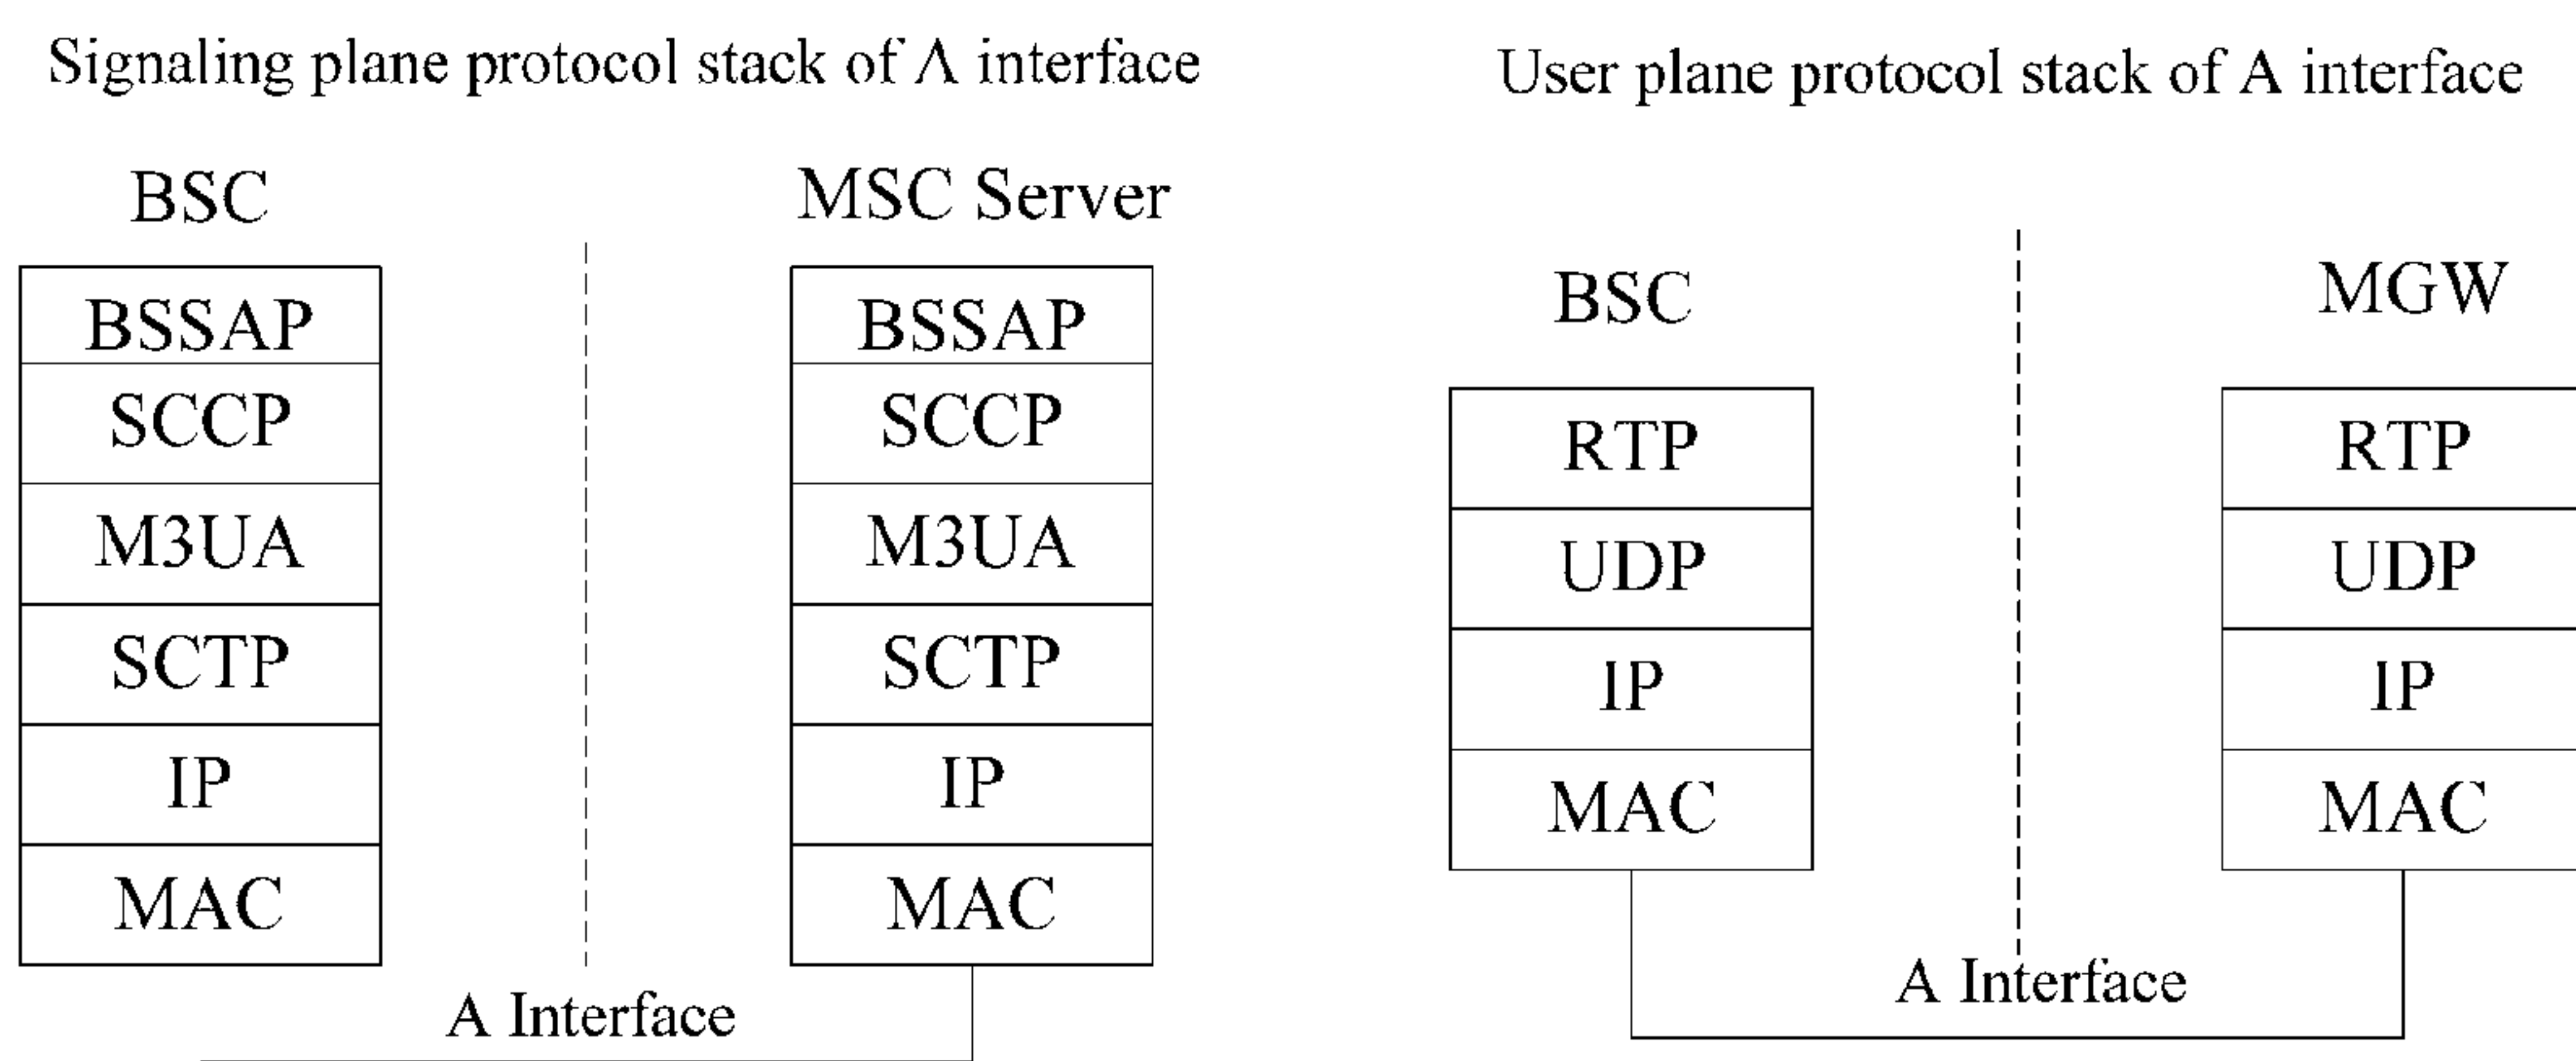 Signaling plane protocol stack of A interface
BSC
MSC Server
BSSAP
SCCP
M3UA
SCTP
IP
MAC
BSSAP
SCCP
M3UA
SCTP
IP
MAC
A Interface
User plane protocol stack of A interface
BSC
MGW
RTP
UDP
IP
MAC
RTP
UDP
IP
MAC
A Interface